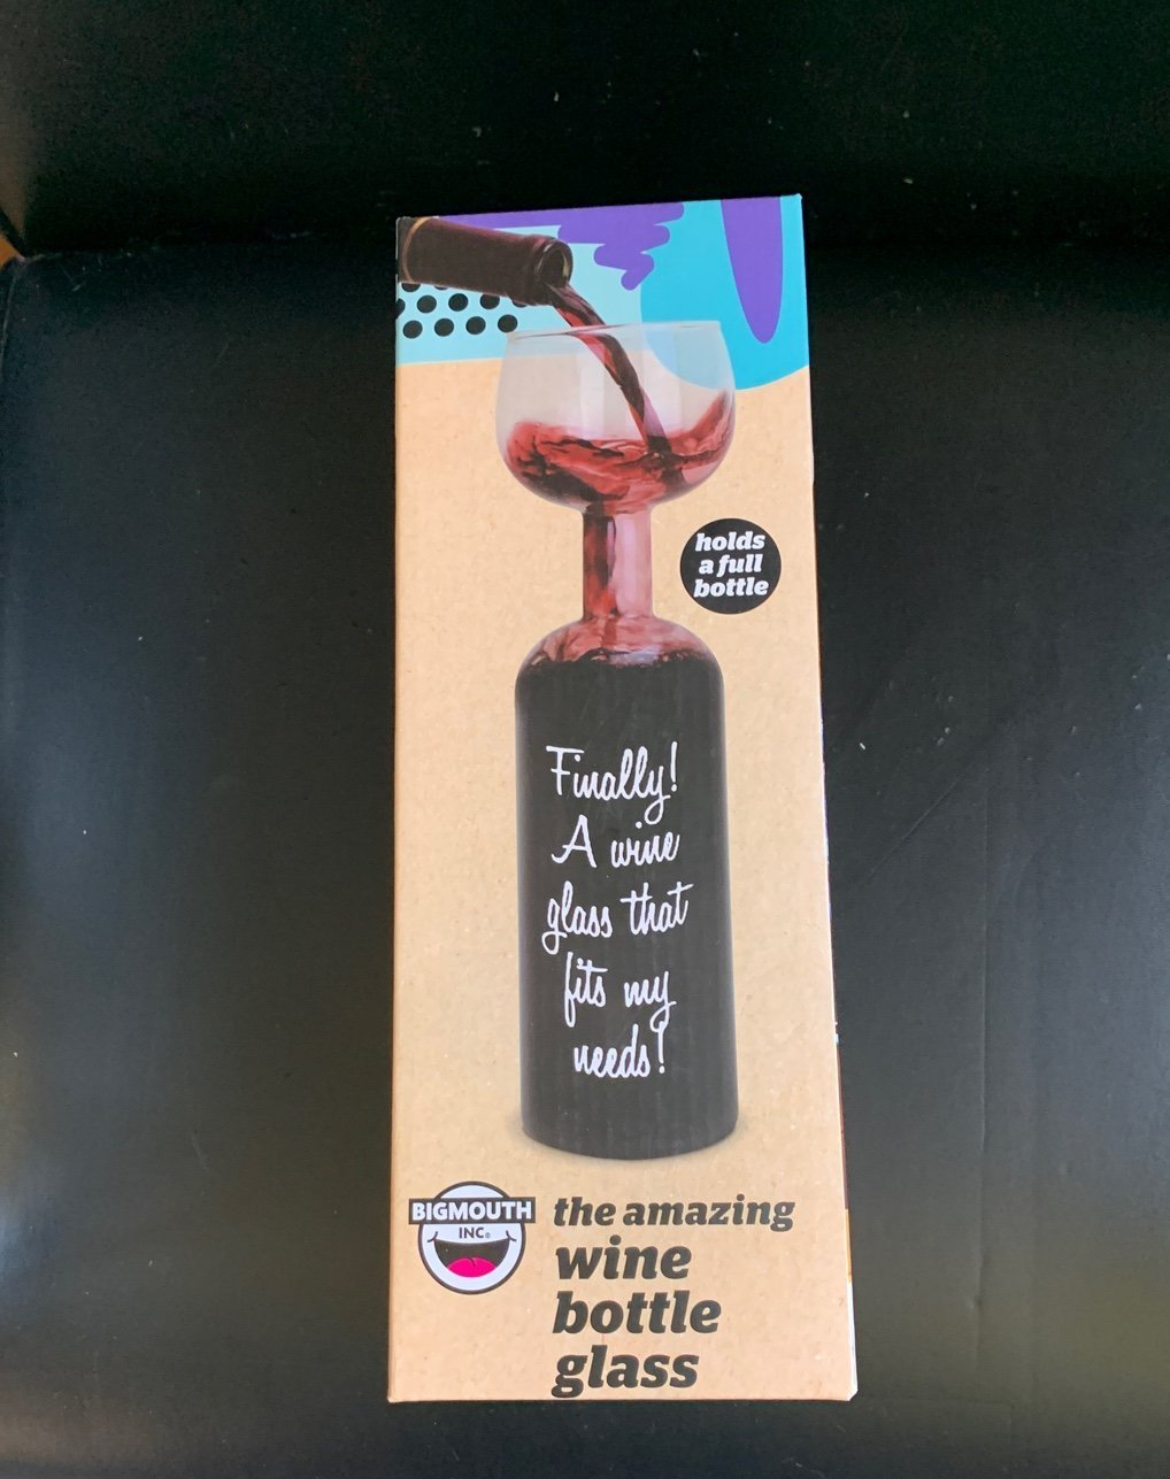 holds
a full
bottle
Finally!
A wine
glass that
fits my
needs!
BIGMOUTH
INC.
the amazing
wine
bottle
glass